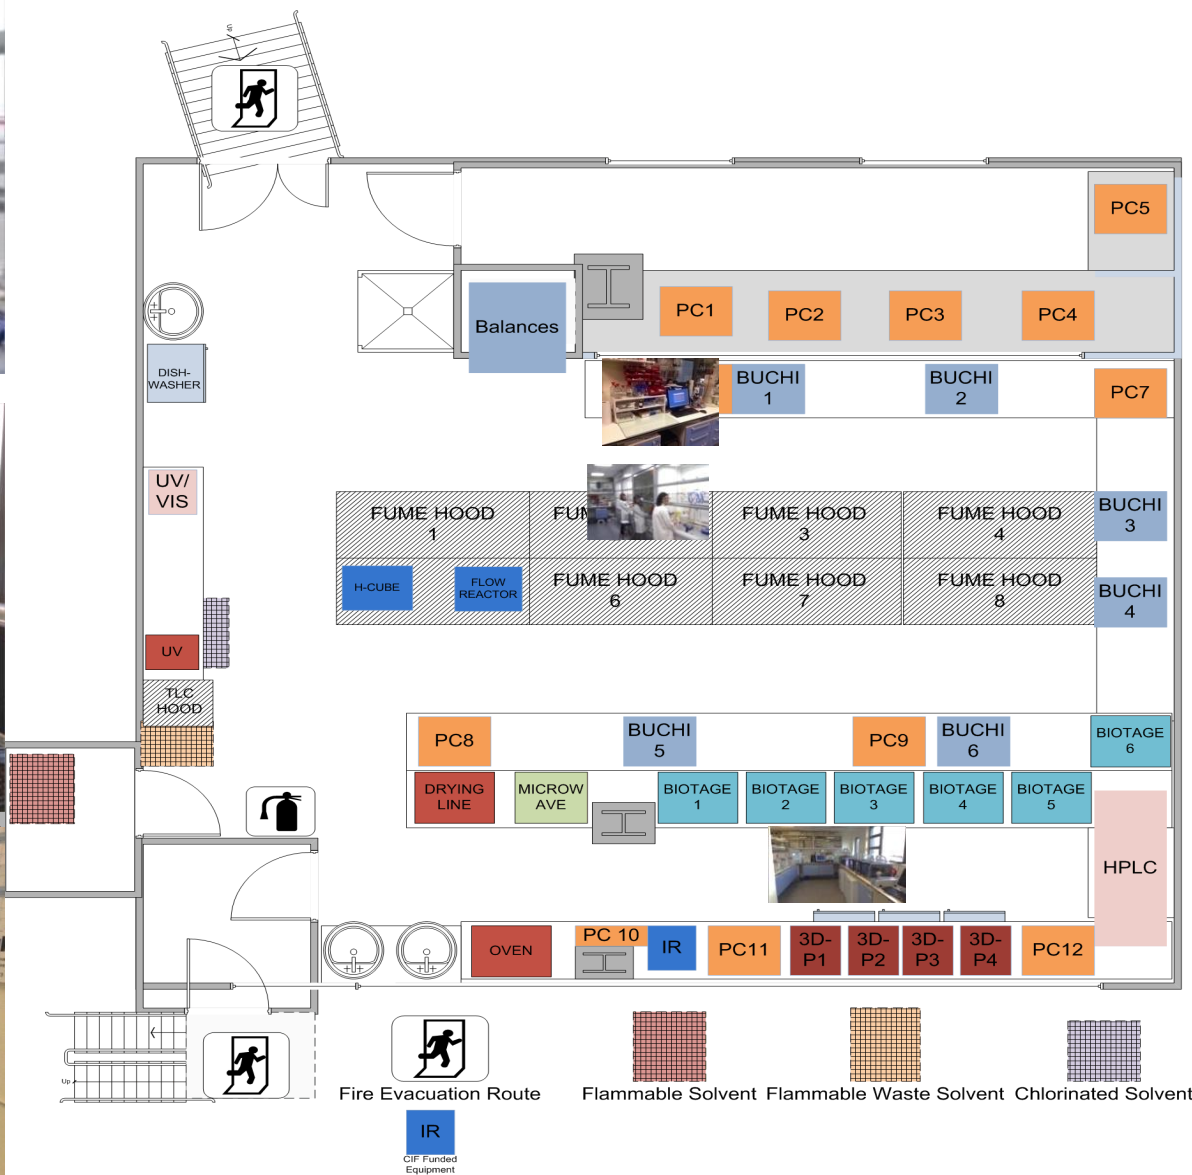 UP
PC5
PC1
PC2
PC3
PC4
Balances
DISH-
WASHER
BUCHI
1
BUCHI
2
PC7
UV/
VIS
FUME HOOD
1
FUME HOOD
3
FUME HOOD
4
BUCHI
3
H-CUBE
FLOW
REACTOR
FUME HOOD
6
FUME HOOD
7
FUME HOOD
8
BUCHI
4
UV
TLC
HOOD
PC8
BUCHI
5
PC9
BUCHI
6
BIOTAGE
6
DRYING
LINE
MICROW
AVE
BIOTAGE
1
BIOTAGE
2
BIOTAGE
3
BIOTAGE
4
BIOTAGE
5
HPLC
OVEN
PC 10
IR
PC11
3D-
P1
3D-
P2
3D-
P3
3D-
P4
PC12
Up
Fire Evacuation Route
Flammable Solvent
Flammable Waste Solvent
Chlorinated Solvent
IR
CIF Funded
Equipment